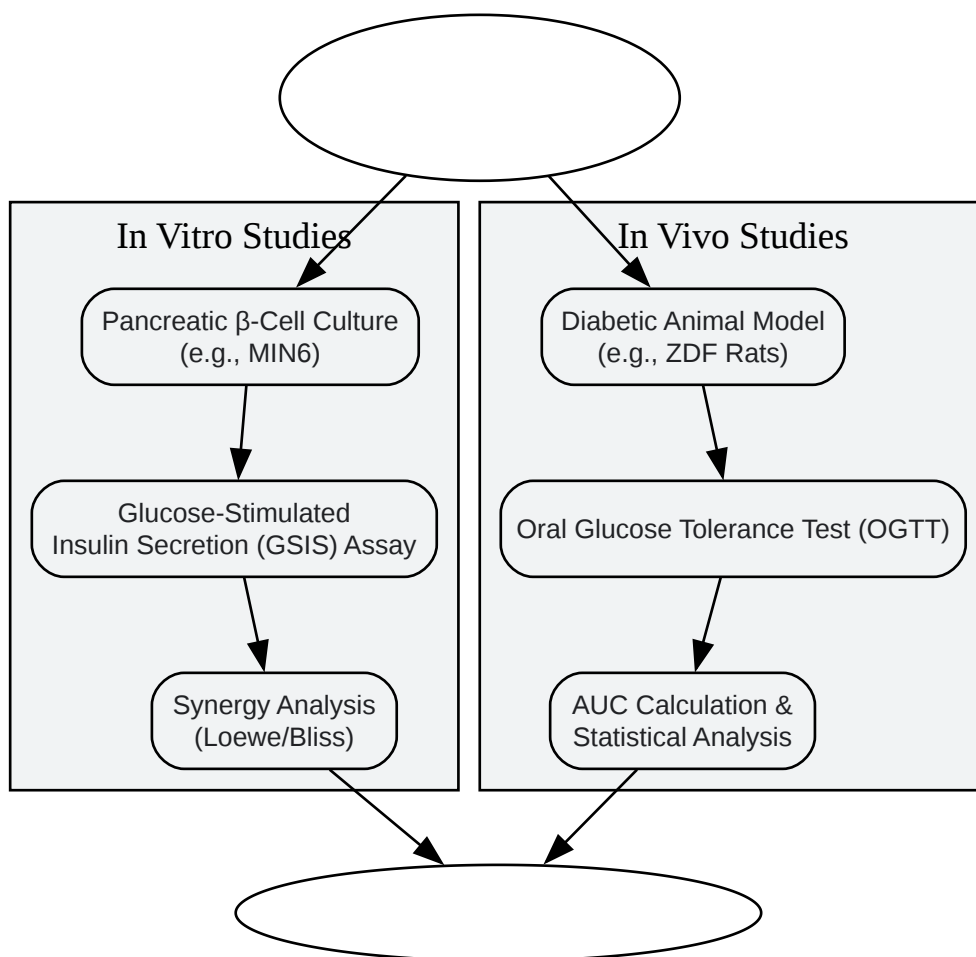 In Vitro Studies
Pancreatic β-Cell Culture
(e.g., MIN6)
Glucose-Stimulated
Insulin Secretion (GSIS) Assay
Synergy Analysis
(Loewe/Bliss)
In Vivo Studies
Diabetic Animal Model
(e.g., ZDF Rats)
Oral Glucose Tolerance Test (OGTT)
AUC Calculation &
Statistical Analysis